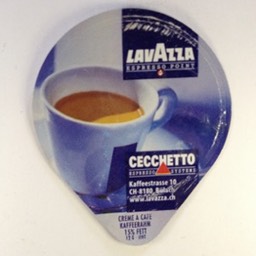 LAVAZZA
ESPRESSO POINT
CECCHETTO
ESPRESSO SYSTEMS
Kaffeestrasse 10
CH-8180, Bülach
www.lavazza.ch
CREME A CAFE
KAFFEERAHM
15% FETT